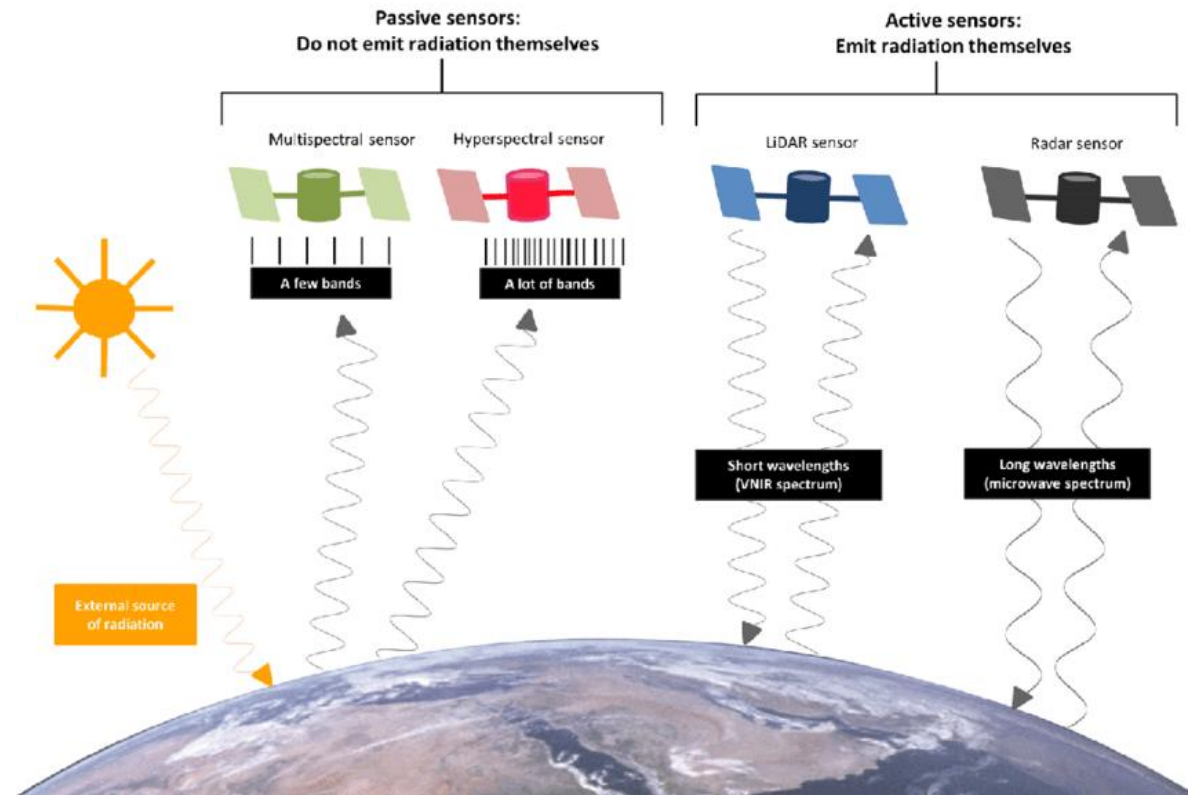 Passive sensors:
Do not emit radiation themselves
Active sensors:
Emit radiation themselves
Multispectral sensor
Hyperspectral sensor
LiDAR sensor
Radar sensor
A few bands
A lot of bands
Short wavelengths
(VNIR spectrum)
Long wavelengths
(microwave spectrum)
External source
of radiation